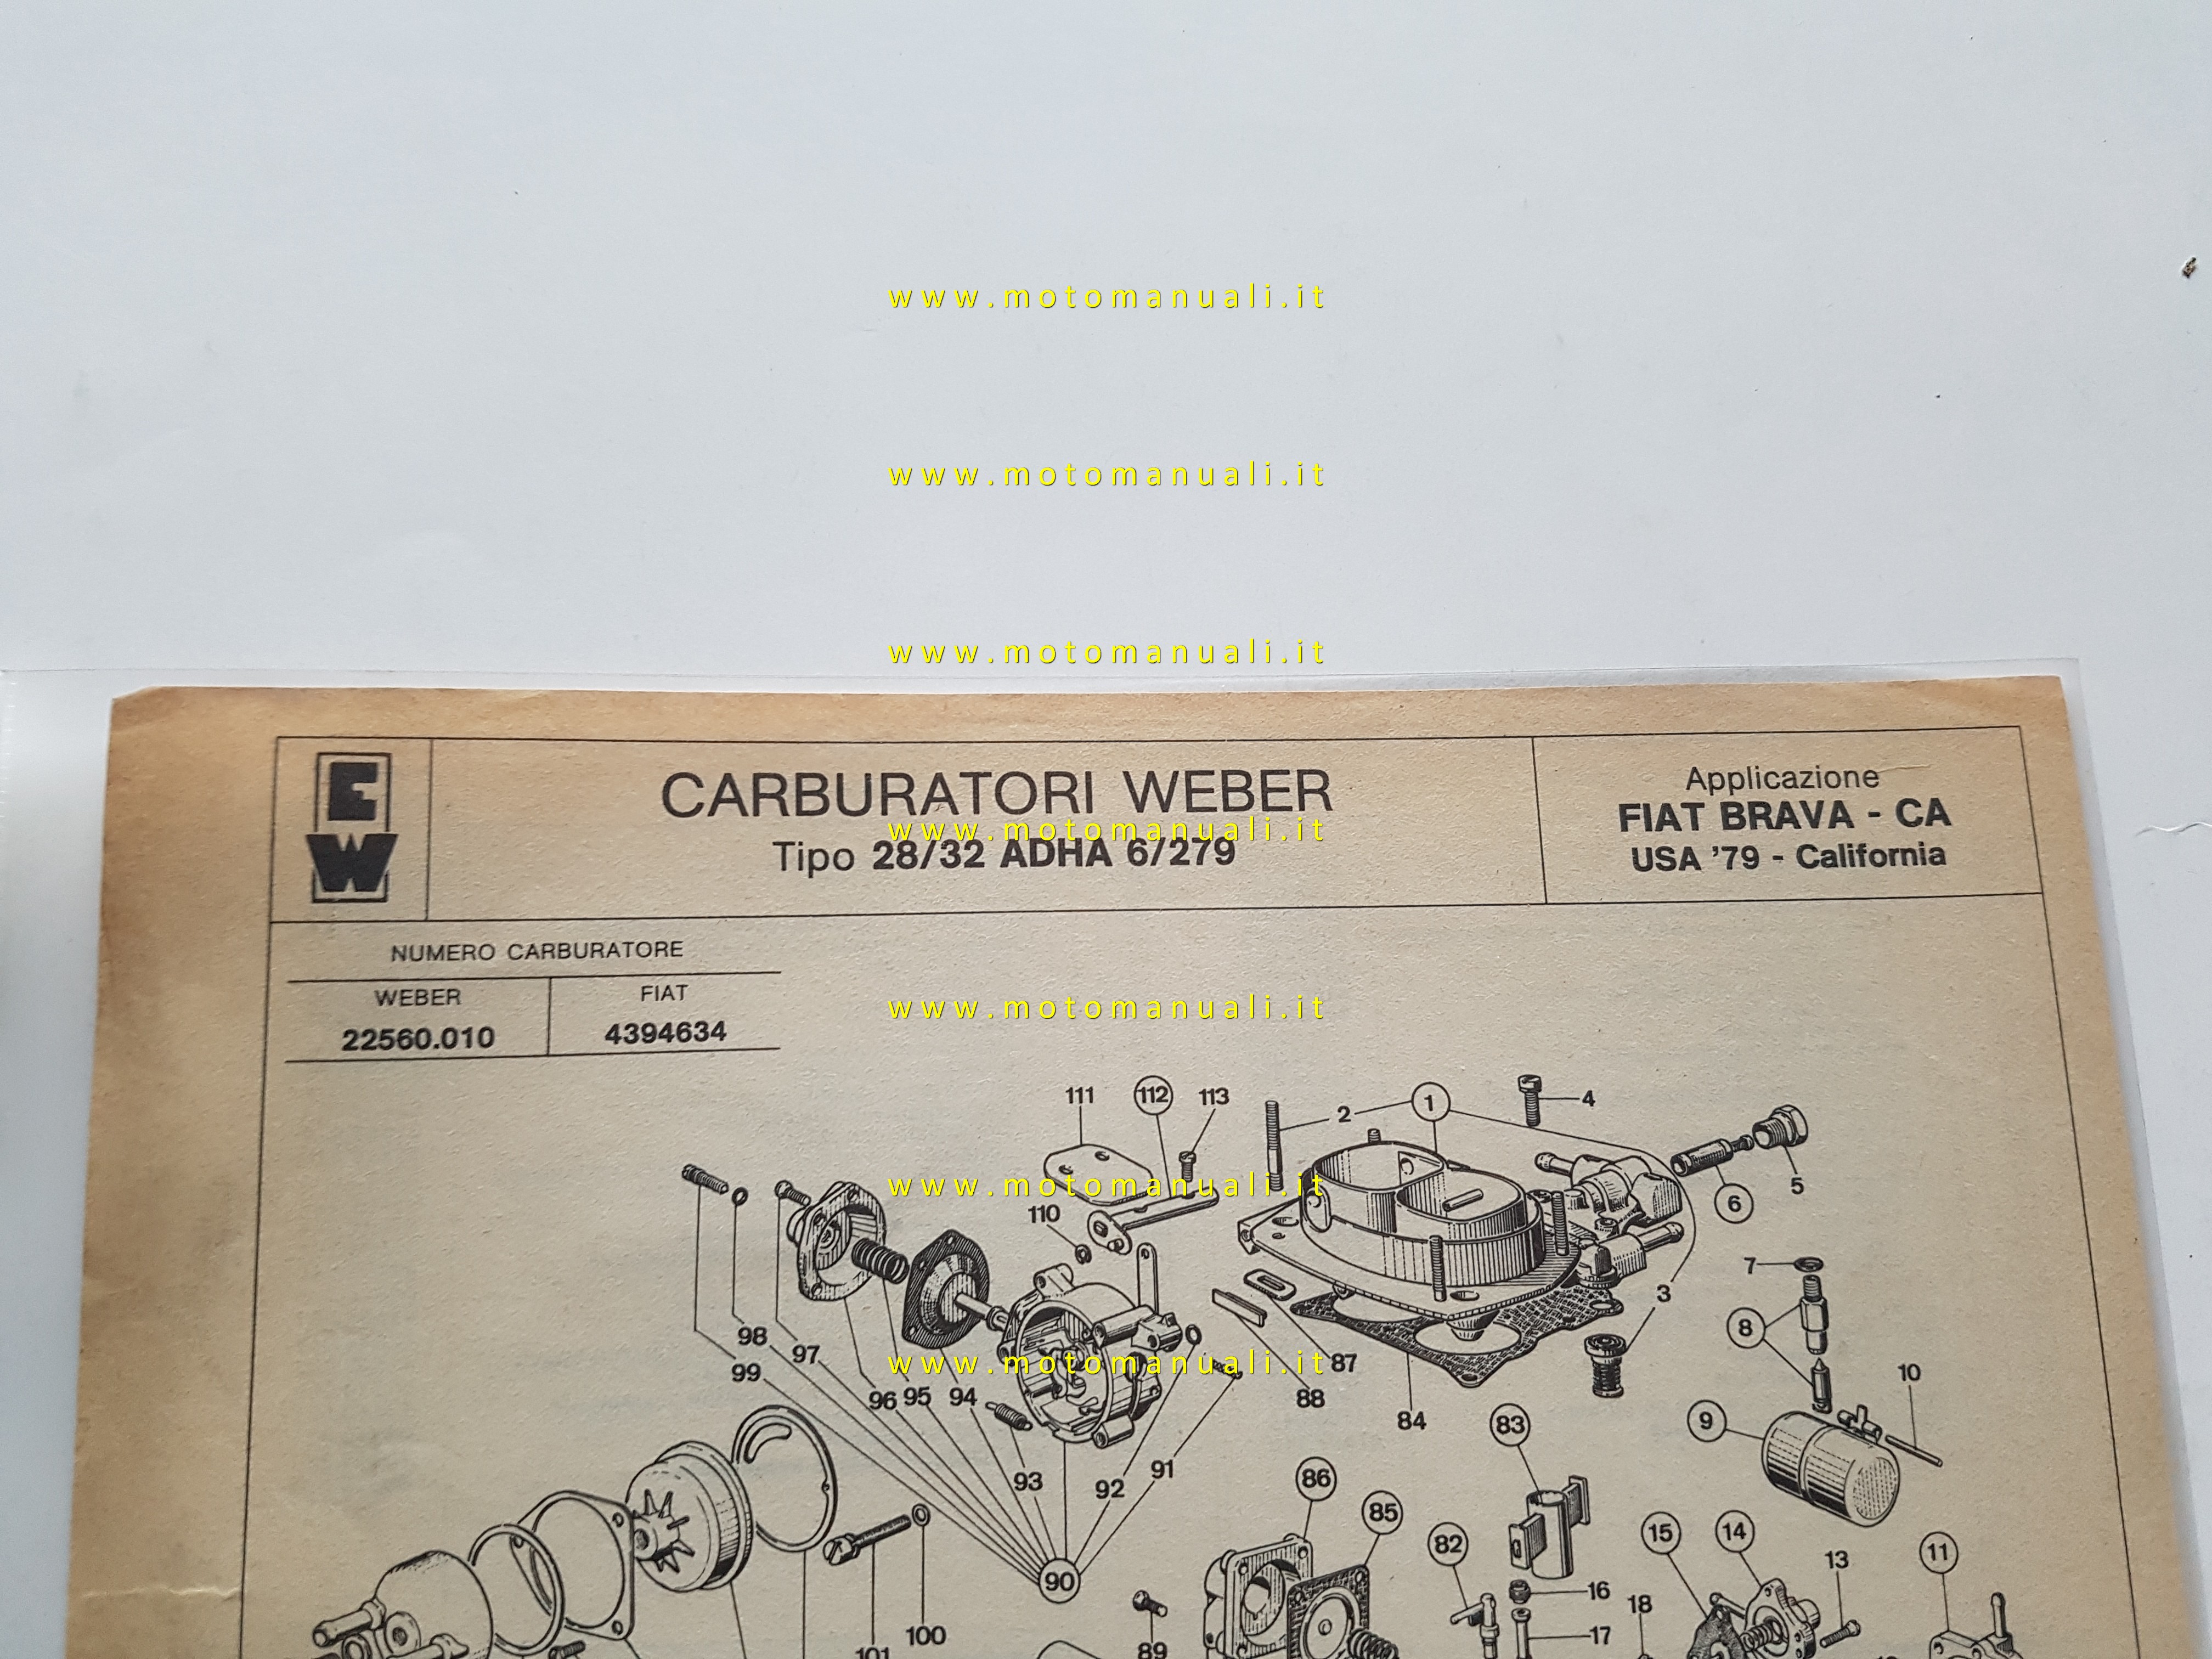 www.motomanuali.it
www.motomanuali.it
www.motomanuali.it
EW
CARBURATORI WEBER
www.motomanuali.it
Tipo 28/32 ADHA 6/279
Applicazione
FIAT BRAVA - CA
USA '79 - California
NUMERO CARBURATORE
WEBER FIAT
22560.010 4394634
www.motomanuali.it
111 112 113 2 1 4
www.motomanuali.it
6 5
110
7
3
98 8
97 www.motomanuali.it 87
99 10
96 95 94 88
84 83 9
93 92 91
86
85
15 14
82 13 11
90
16
18
100 17
101 89